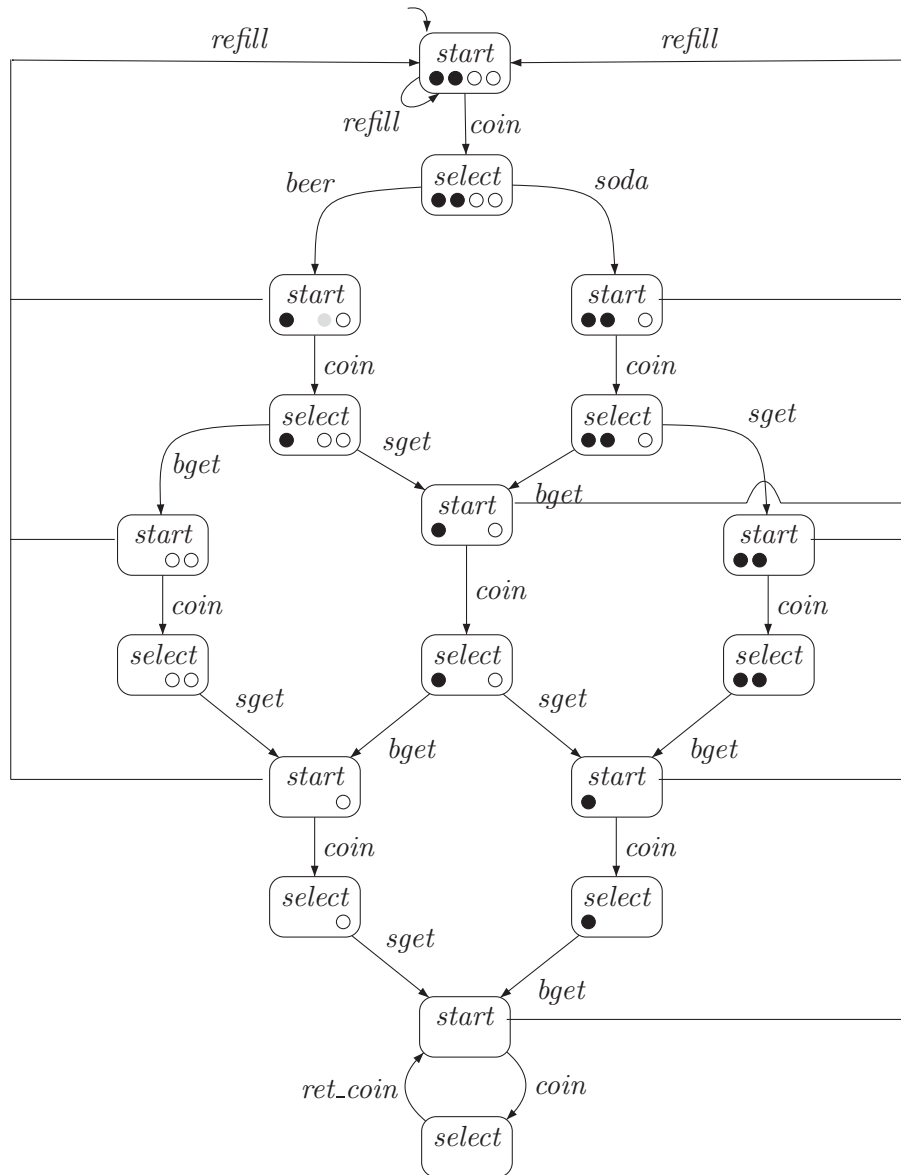 refill refill
start
refill
coin
select
beer soda
start start
coin coin
select select
sget
sget
bget
start
bget
start start
coin
coin coin
select select select
sget sget
bget bget
start start
coin coin
select select
sget
bget
start
ret_coin coin
select